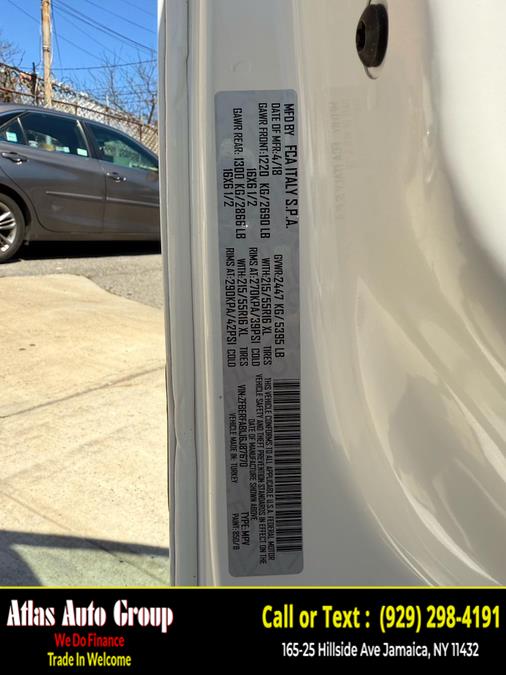 MFD BY FCA ITALY S.P.A.
DATE OF MFR:4/18 GVWR:2447 KG/5395 LB
GAWR FRONT:1220 KG/2690 LB WITH:215/55R16 XL TIRES
16X6 1/2 RIMS AT:270KPA/39PSI COLD
GAWR REAR:1300 KG/2866 LB WITH:215/55R16 XL TIRES
16X6 1/2 RIMS AT:290KPA/42PSI COLD
THIS VEHICLE CONFORMS TO ALL APPLICABLE U.S.A. FEDERAL MOTOR
VEHICLE SAFETY AND THEFT PREVENTION STANDARDS IN EFFECT ON THE
DATE OF MANUFACTURE SHOWN ABOVE.
VIN: TYPE:MPV
VEHICLE MADE IN: TURKEY PAINT:
Atlas Auto Group
We Do Finance
Trade In Welcome
Call or Text : (929) 298-4191
165-25 Hillside Ave Jamaica, NY 11432